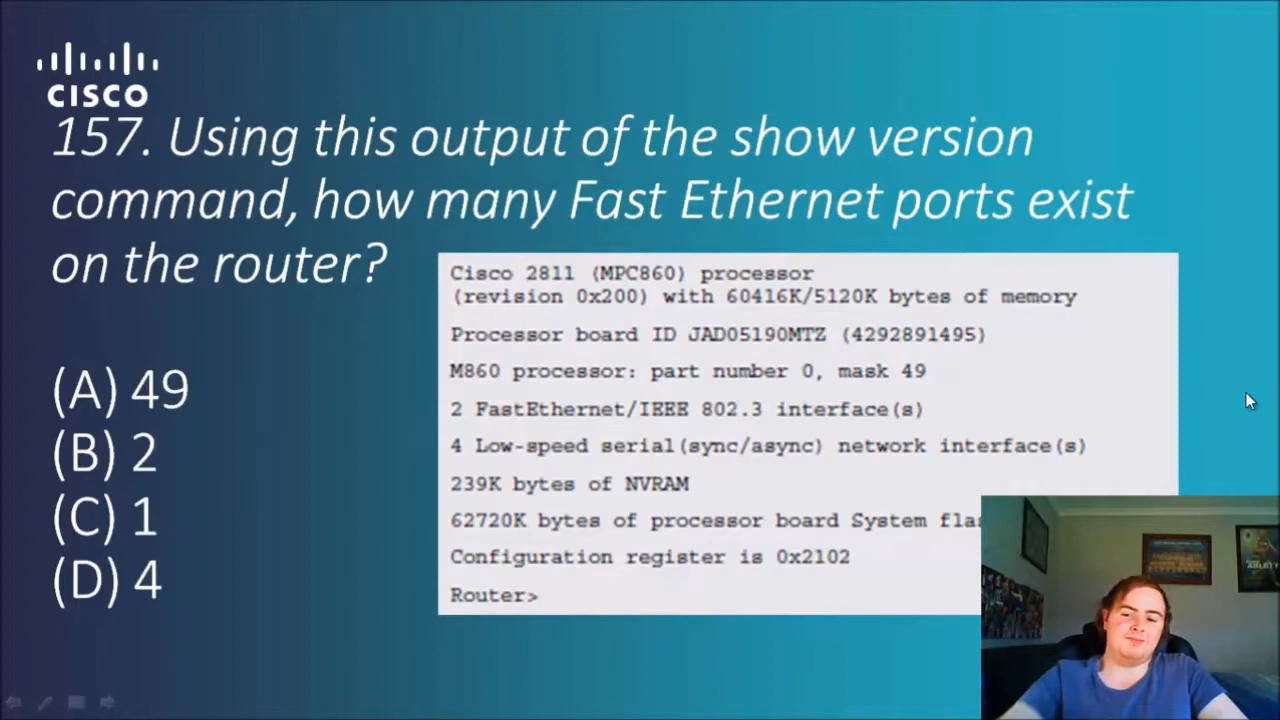 CISCO
157. Using this output of the show version
command, how many Fast Ethernet ports exist
on the router?
(A) 49
(B) 2
(C) 1
(D) 4
Cisco 2811 (MPC860) processor
(revision 0x200) with 60416K/5120K bytes of memory
Processor board ID JAD05190MTZ (4292891495)
M860 processor: part number 0, mask 49
2 FastEthernet/IEEE 802.3 interface(s)
4 Low-speed serial(sync/async) network interface(s)
239K bytes of NVRAM
62720K bytes of processor board System
Configuration register is 0x2102
Router>